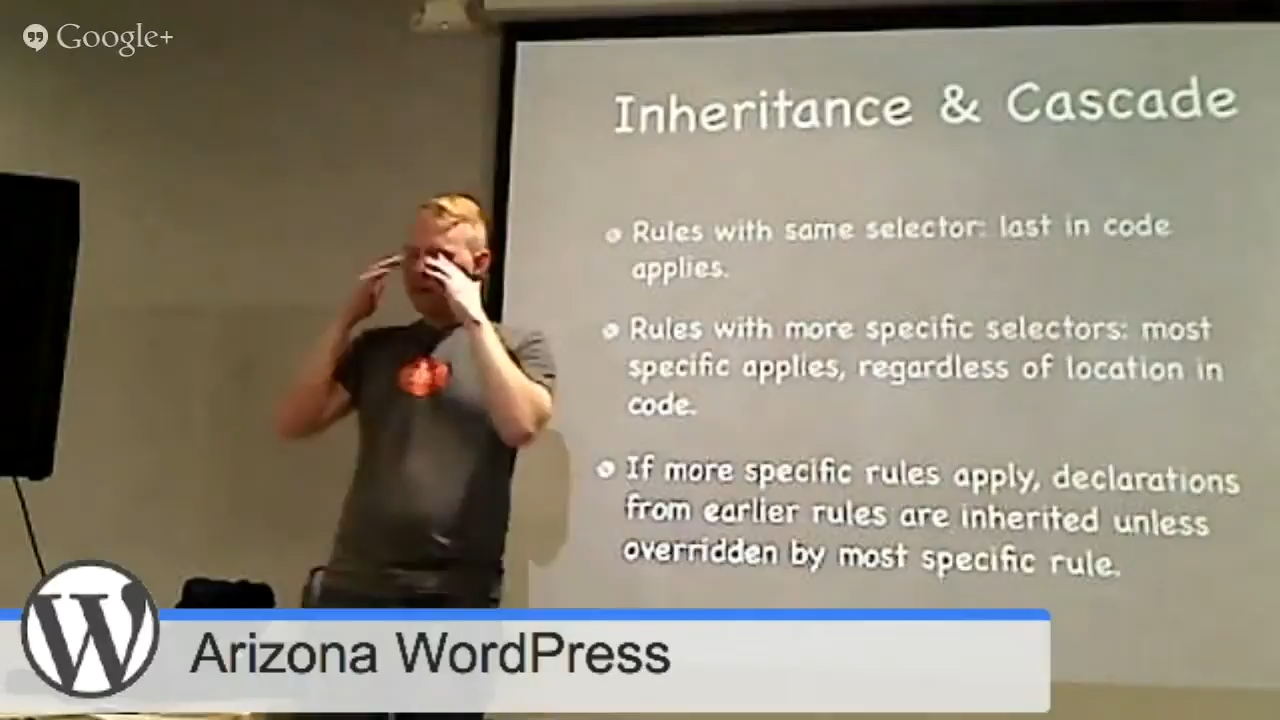 Google+
Inheritance & Cascade
Rules with same selector: last in code
applies.
Rules with more specific selectors: most
specific applies, regardless of location in
code.
If more specific rules apply, declarations
from earlier rules are inherited unless
overridden by most specific rule.
Arizona WordPress